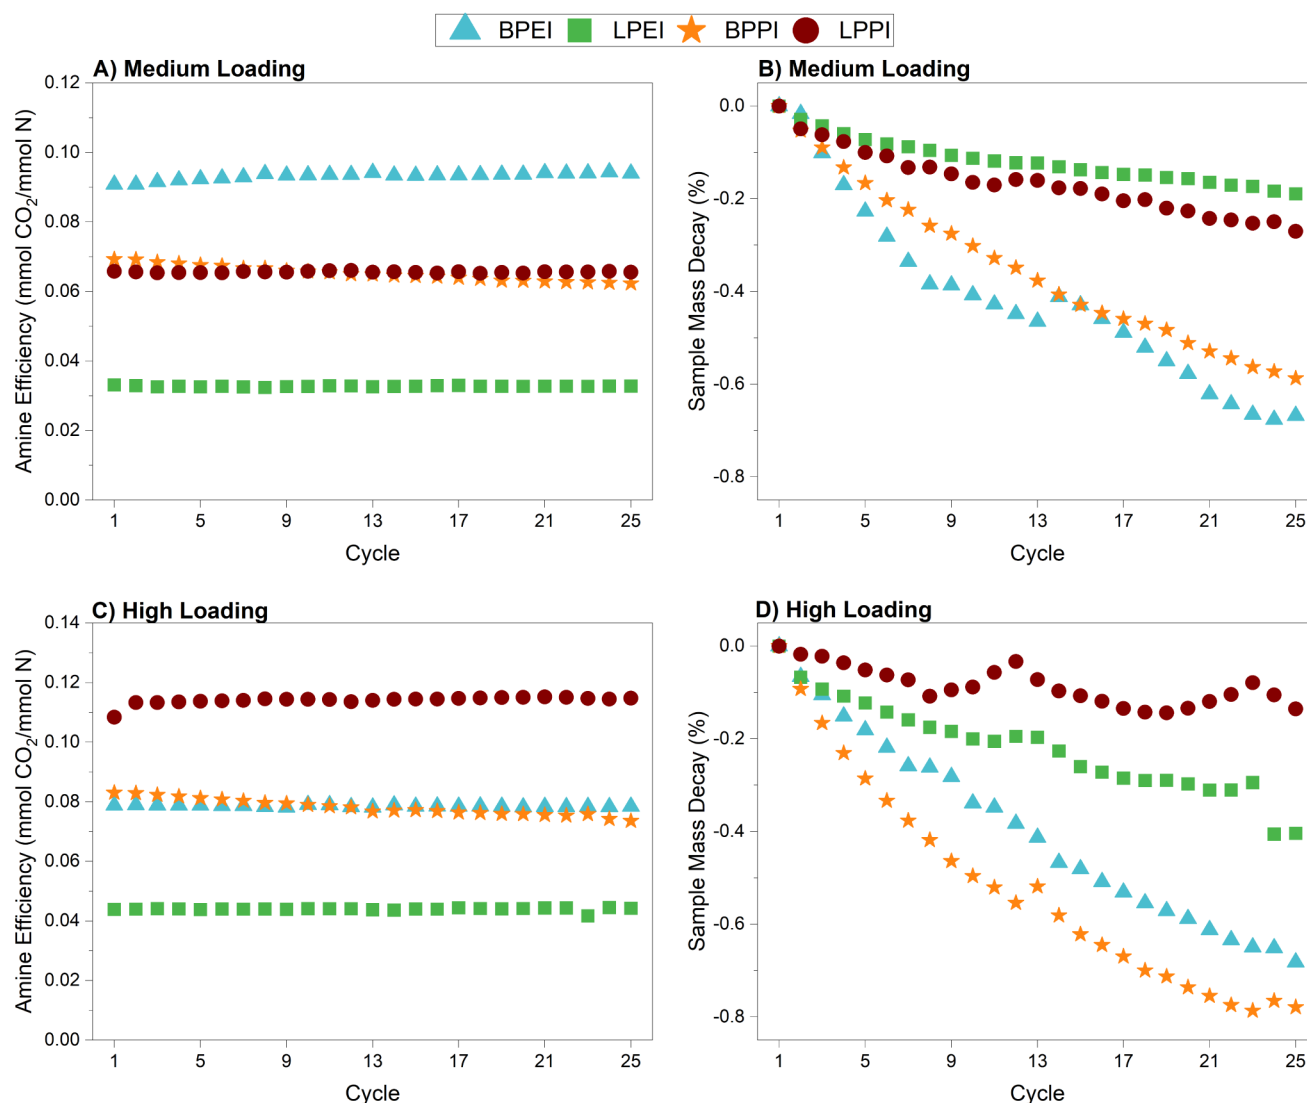 BPEI LPEI BPPI LPPI
A) Medium Loading
0.12
0.10
0.08
0.06
0.04
0.02
0.00
Amine Efficiency (mmol CO₂/mmol N)
1 5 9 13 17 21 25
Cycle
B) Medium Loading
0.0
-0.2
-0.4
-0.6
-0.8
Sample Mass Decay (%)
1 5 9 13 17 21 25
Cycle
C) High Loading
0.14
0.12
0.10
0.08
0.06
0.04
0.02
0.00
Amine Efficiency (mmol CO₂/mmol N)
1 5 9 13 17 21 25
Cycle
D) High Loading
0.0
-0.2
-0.4
-0.6
-0.8
Sample Mass Decay (%)
1 5 9 13 17 21 25
Cycle